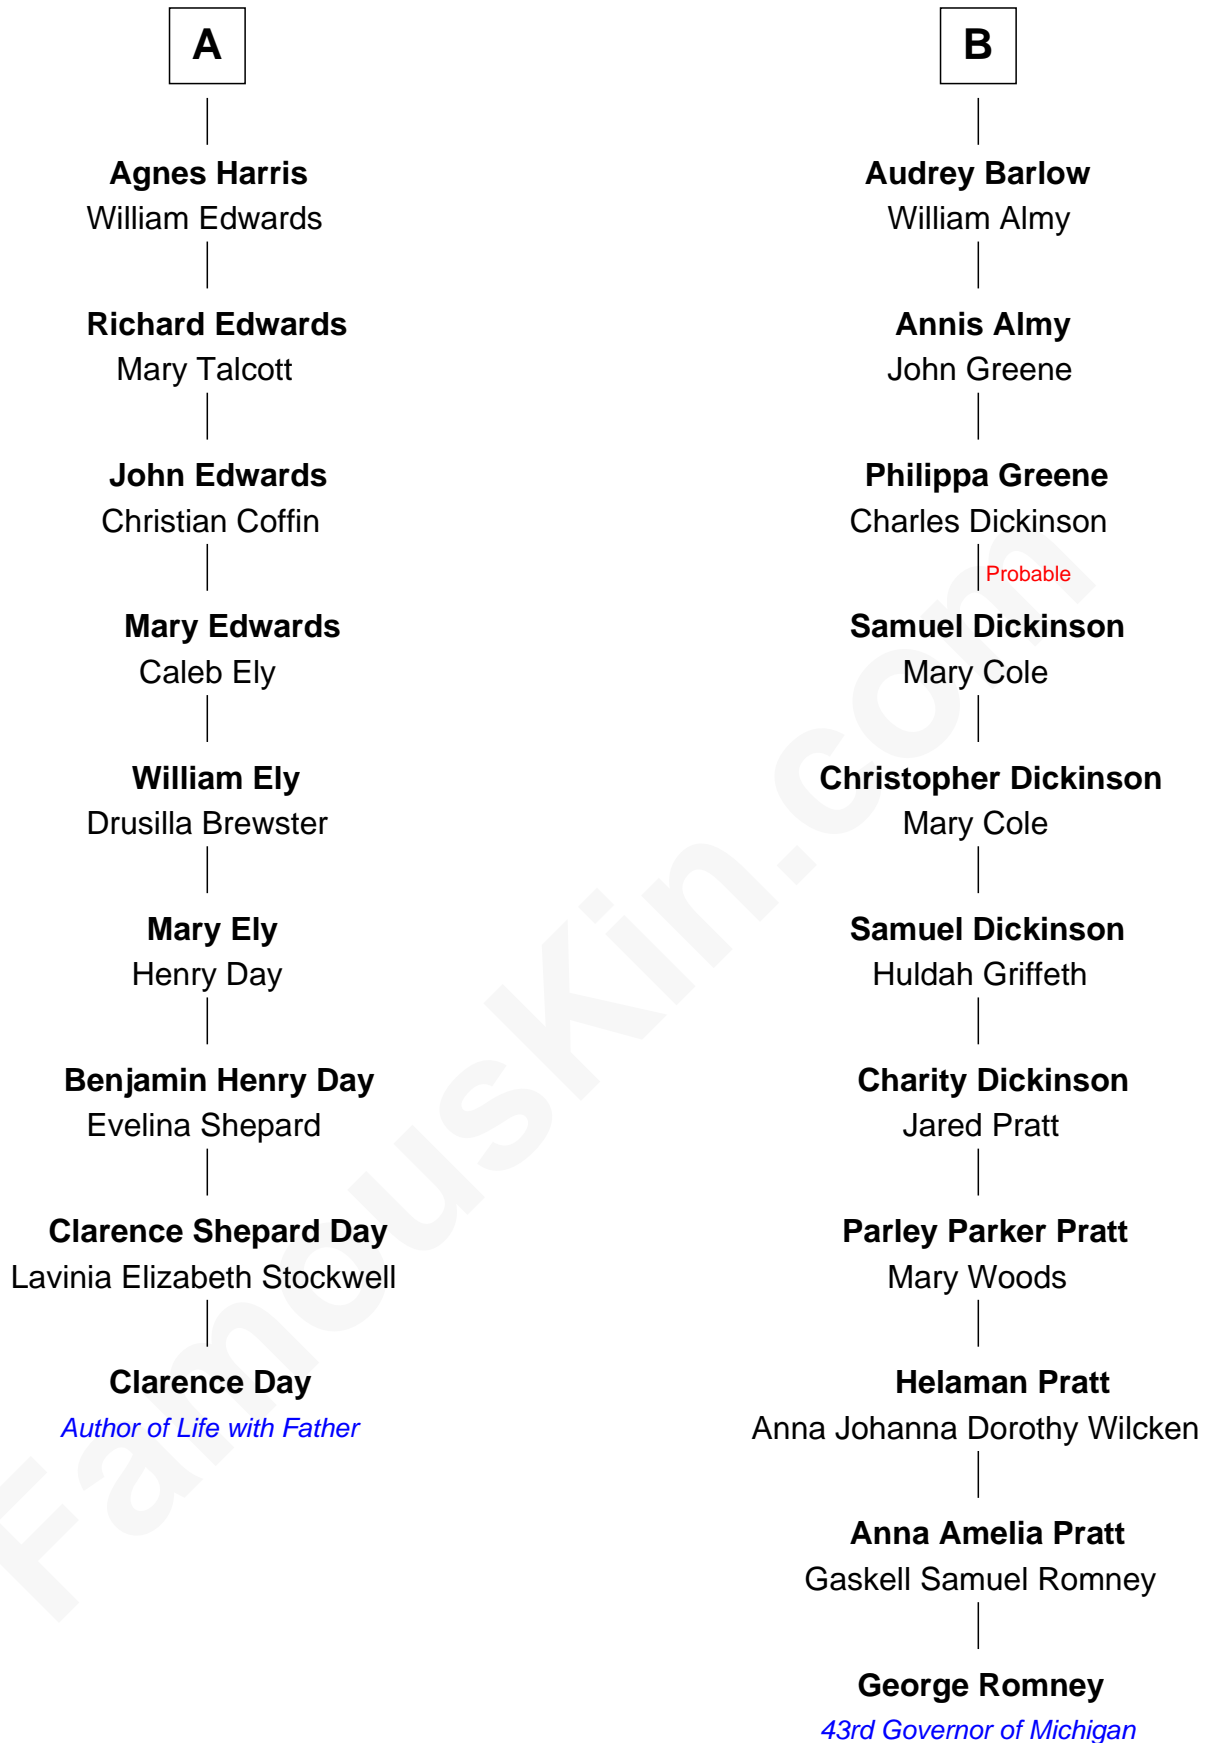 A
Agnes Harris
William Edwards
Richard Edwards
Mary Talcott
John Edwards
Christian Coffin
Mary Edwards
Caleb Ely
William Ely
Drusilla Brewster
Mary Ely
Henry Day
Benjamin Henry Day
Evelina Shepard
Clarence Shepard Day
Lavinia Elizabeth Stockwell
Clarence Day
Author of Life with Father
B
Audrey Barlow
William Almy
Annis Almy
John Greene
Philippa Greene
Charles Dickinson
Probable
Samuel Dickinson
Mary Cole
Christopher Dickinson
Mary Cole
Samuel Dickinson
Huldah Griffeth
Charity Dickinson
Jared Pratt
Parley Parker Pratt
Mary Woods
Helaman Pratt
Anna Johanna Dorothy Wilcken
Anna Amelia Pratt
Gaskell Samuel Romney
George Romney
43rd Governor of Michigan
FamousKin.com